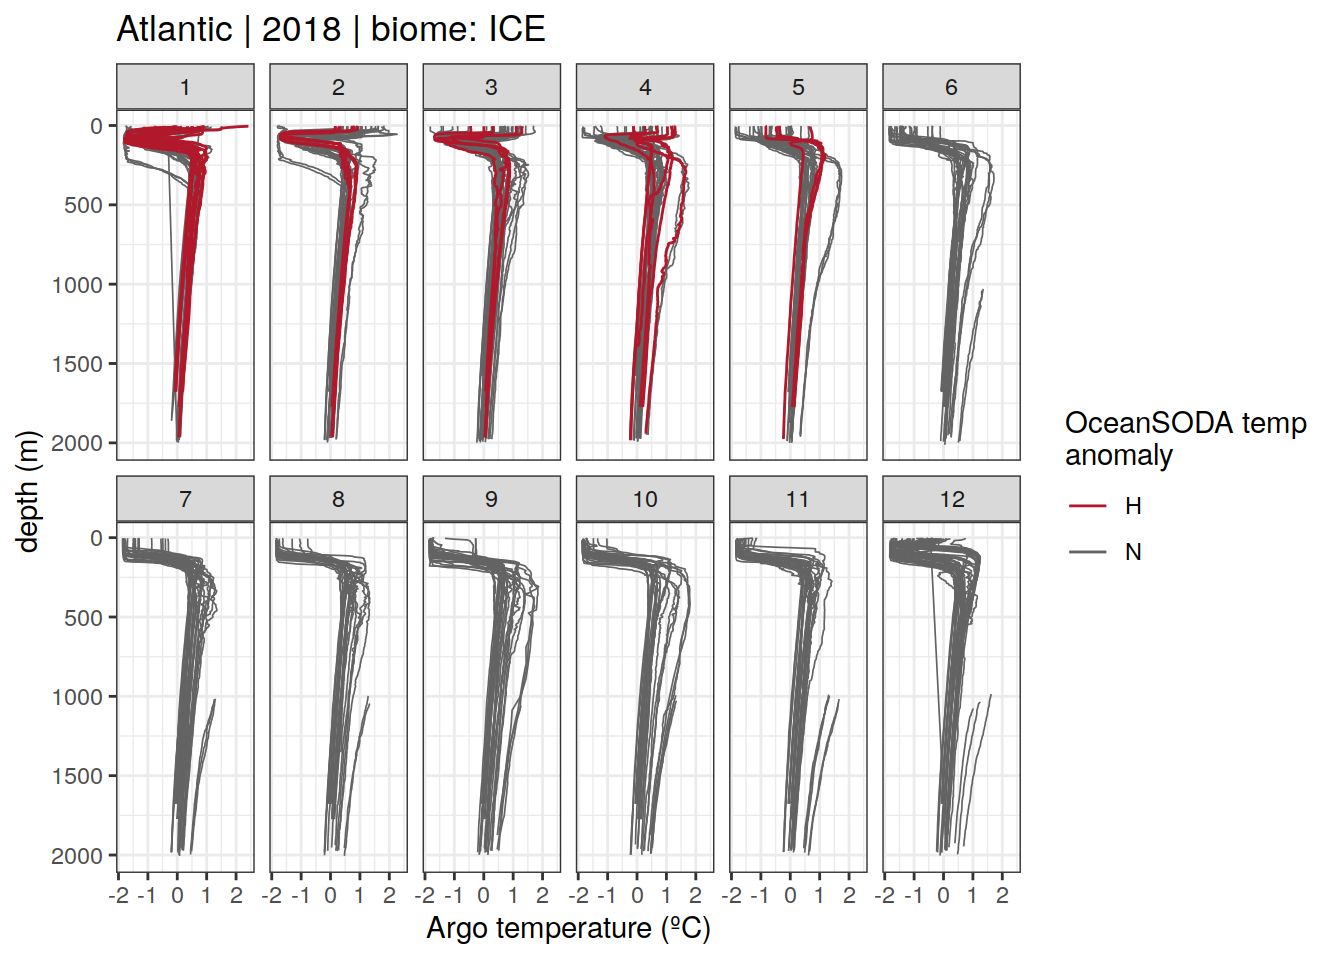 Atlantic | 2018 | biome: ICE
1 2 3 4 5 6
0
500
1000
1500
2000
7 8 9 10 11 12
0
500
1000
1500
2000
-2 -1 0 1 2 -2 -1 0 1 2 -2 -1 0 1 2 -2 -1 0 1 2 -2 -1 0 1 2 -2 -1 0 1 2
Argo temperature (ºC)
depth (m)
OceanSODA temp
anomaly
H
N